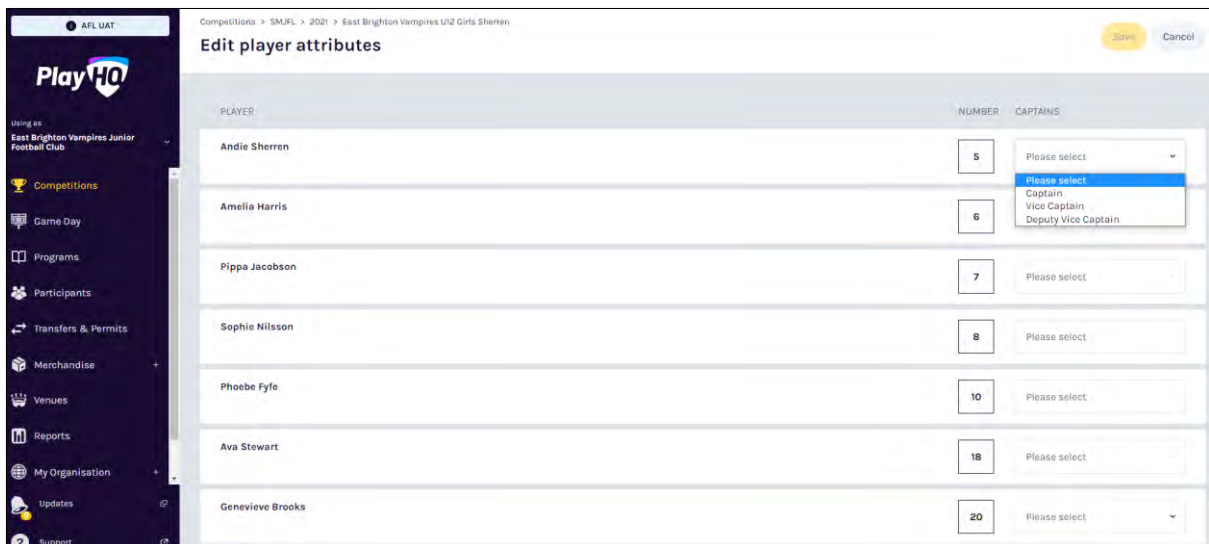 AFL UAT
PlayHQ
Using as
East Brighton Vampires Junior
Football Club
Competitions
Game Day
Programs
Participants
Transfers & Permits
Merchandise +
Venues
Reports
My Organisation +
Updates
Support
Competitions > SMJFL > 2021 > East Brighton Vampires U12 Girls Sherren
Edit player attributes
Save Cancel
PLAYER NUMBER CAPTAINS
Andie Sherren 5 Please select
Please select
Captain
Vice Captain
Deputy Vice Captain
Amelia Harris 6
Pippa Jacobson 7 Please select
Sophie Nilsson 8 Please select
Phoebe Fyfe 10 Please select
Ava Stewart 18 Please select
Genevieve Brooks 20 Please select